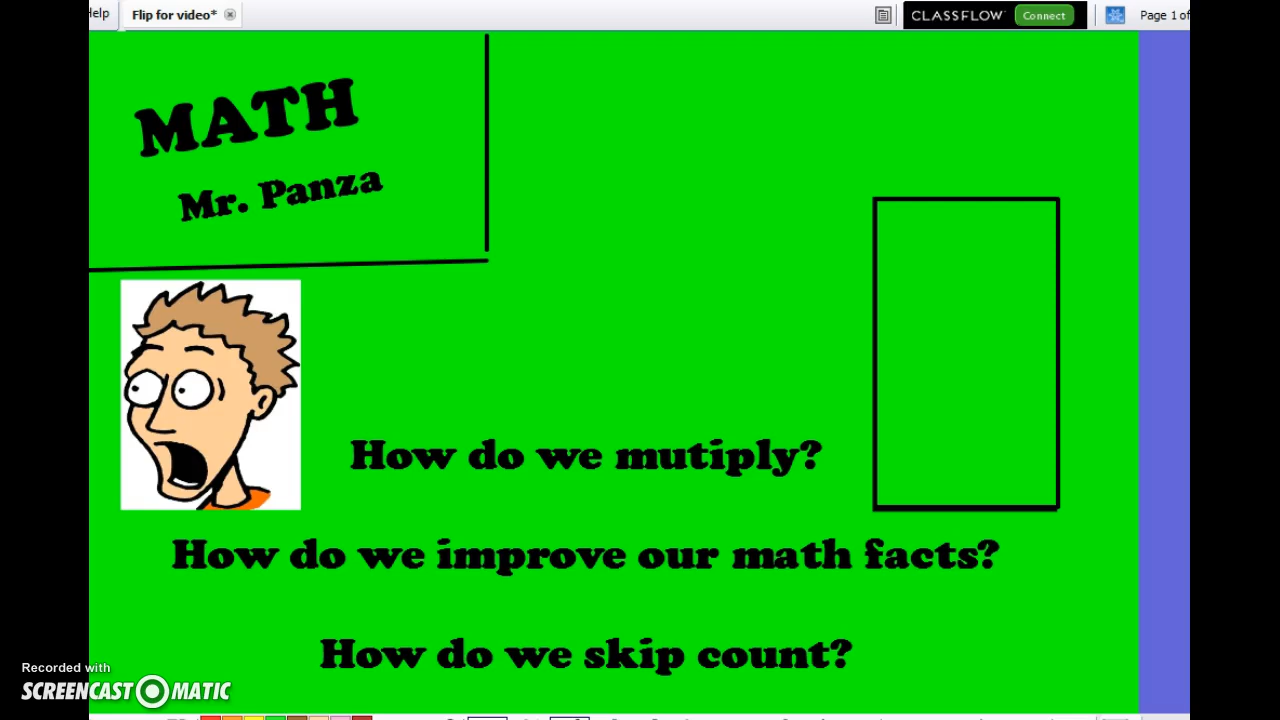 Help
Flip for video*
CLASSFLOW Connect
Page 1 of
MATH
Mr. Panza
How do we mutiply?
How do we improve our math facts?
How do we skip count?
Recorded with
SCREENCAST MATIC